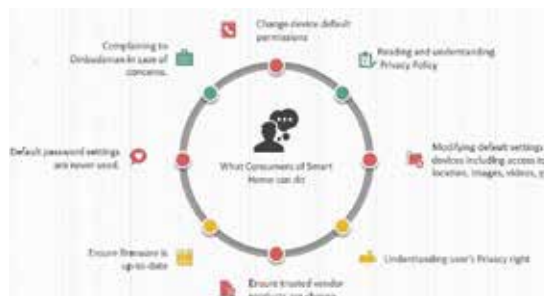 Change device default
permissions
Complaining to
Ombudsman in case of
concerns.
Reading and understanding
Privacy Policy
Default password settings
are never used.
What Consumers of Smart
Home can do
Modifying default settings
devices including access to
location, images, videos,
Ensure firmware is
up-to-date
Understanding user's Privacy right
Ensure trusted vendor